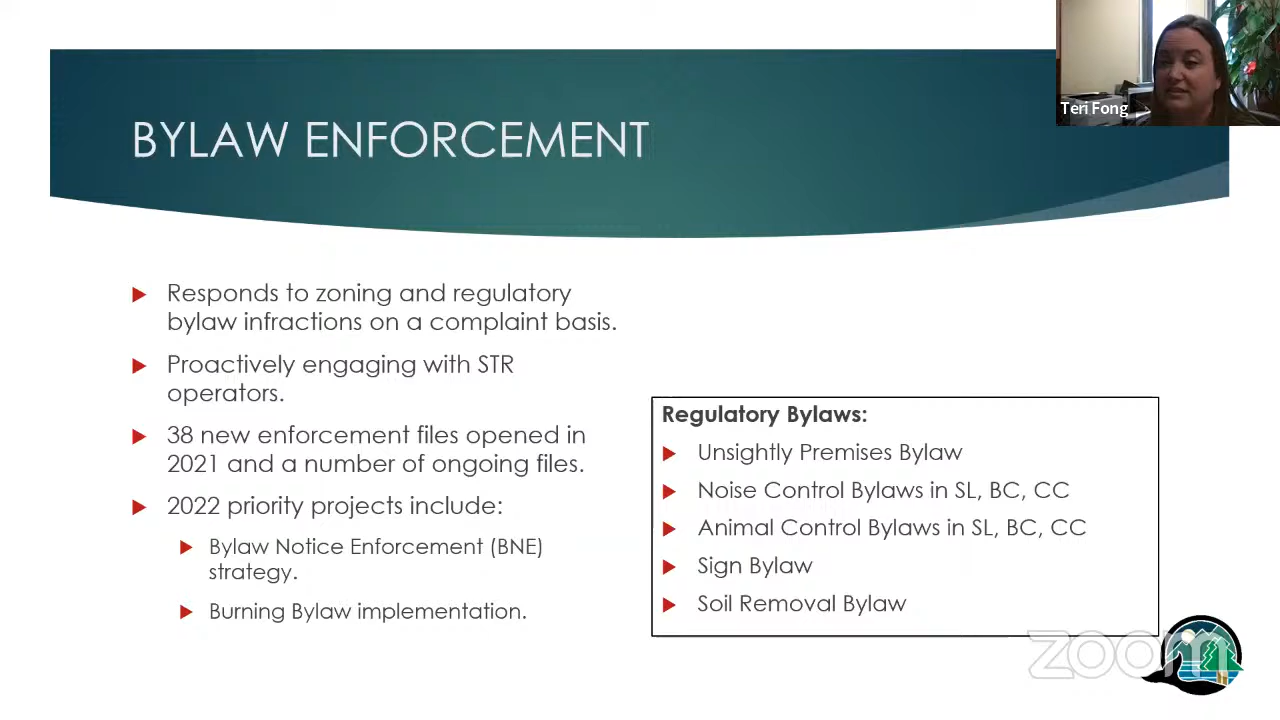 Teri Fong
BYLAW ENFORCEMENT
Responds to zoning and regulatory
bylaw infractions on a complaint basis.
Proactively engaging with STR
operators.
38 new enforcement files opened in
2021 and a number of ongoing files.
2022 priority projects include:
Bylaw Notice Enforcement (BNE)
strategy.
Burning Bylaw implementation.
Regulatory Bylaws:
Unsightly Premises Bylaw
Noise Control Bylaws in SL, BC, CC
Animal Control Bylaws in SL, BC, CC
Sign Bylaw
Soil Removal Bylaw
zoom